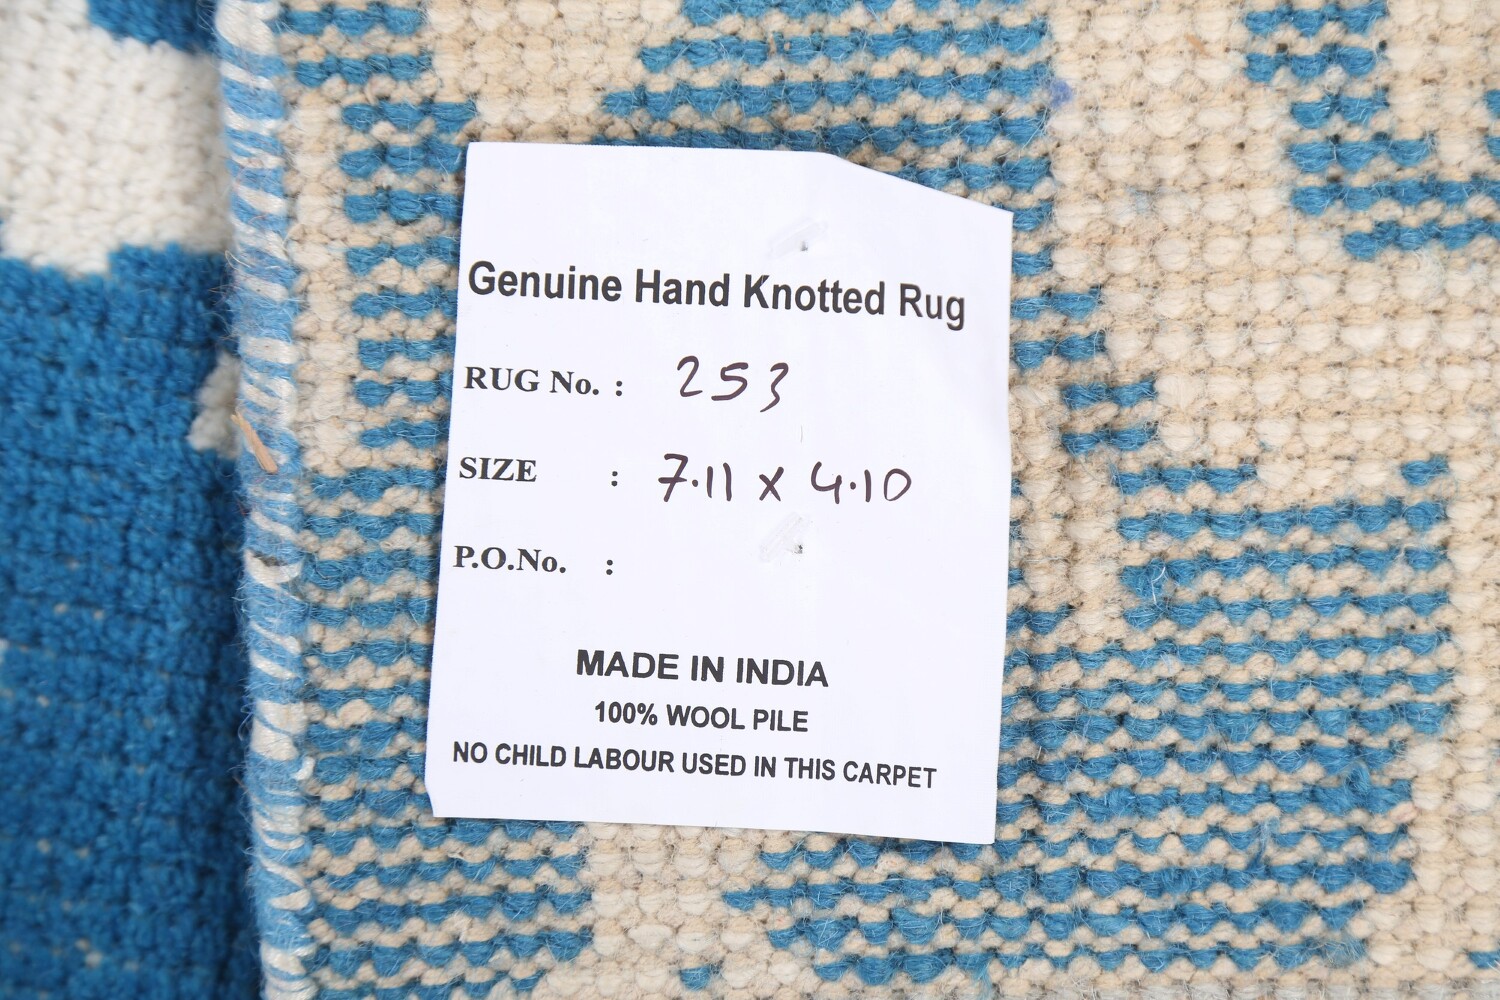 Genuine Hand Knotted Rug
RUG No. : 253
SIZE : 7.11 x 4.10
P.O.No. :
MADE IN INDIA
100% WOOL PILE
NO CHILD LABOUR USED IN THIS CARPET